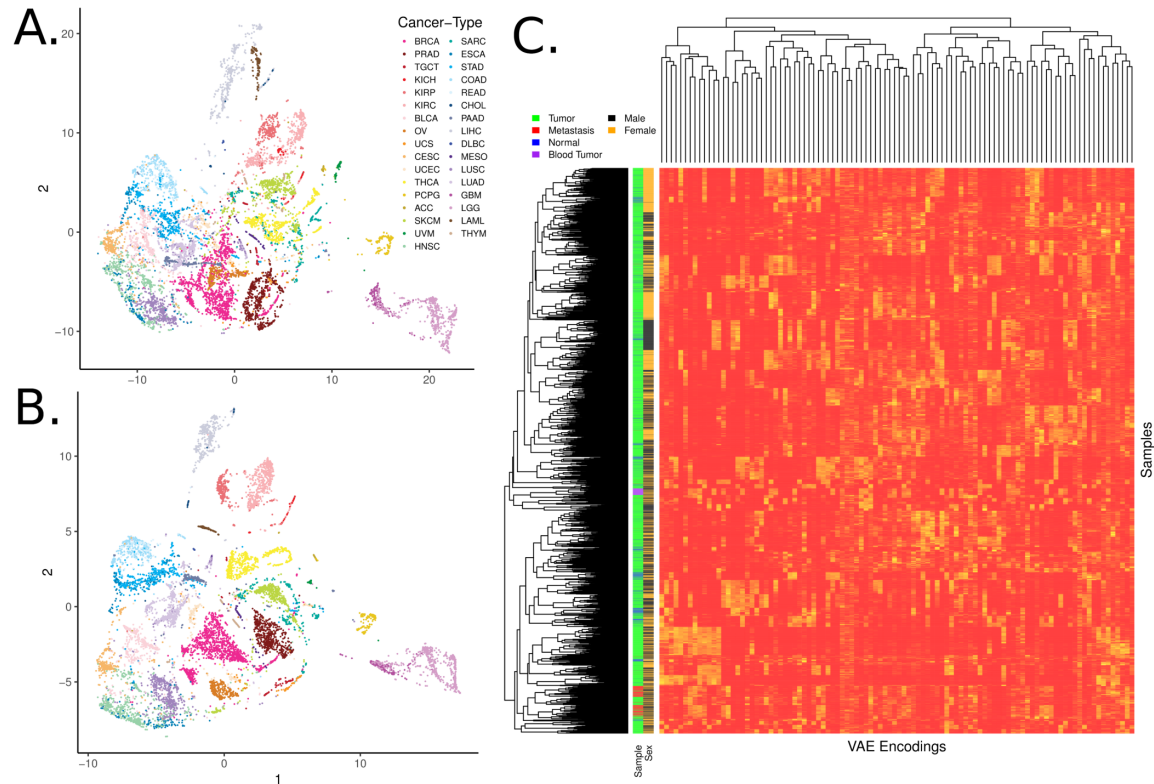 A.
20
10
0
−10
2
−10
0
10
20
Cancer−Type
BRCA SARC
PRAD ESCA
TGCT STAD
KICH COAD
KIRP READ
KIRC CHOL
BLCA PAAD
OV LIHC
UCS DLBC
CESC MESO
UCEC LUSC
THCA LUAD
PCPG GBM
ACC LGG
SKCM LAML
UVM THYM
HNSC
B.
10
5
0
−5
2
−10
0
10
1
C.
Tumor Male
Metastasis Female
Normal
Blood Tumor
Samples
Sample
Sex
VAE Encodings